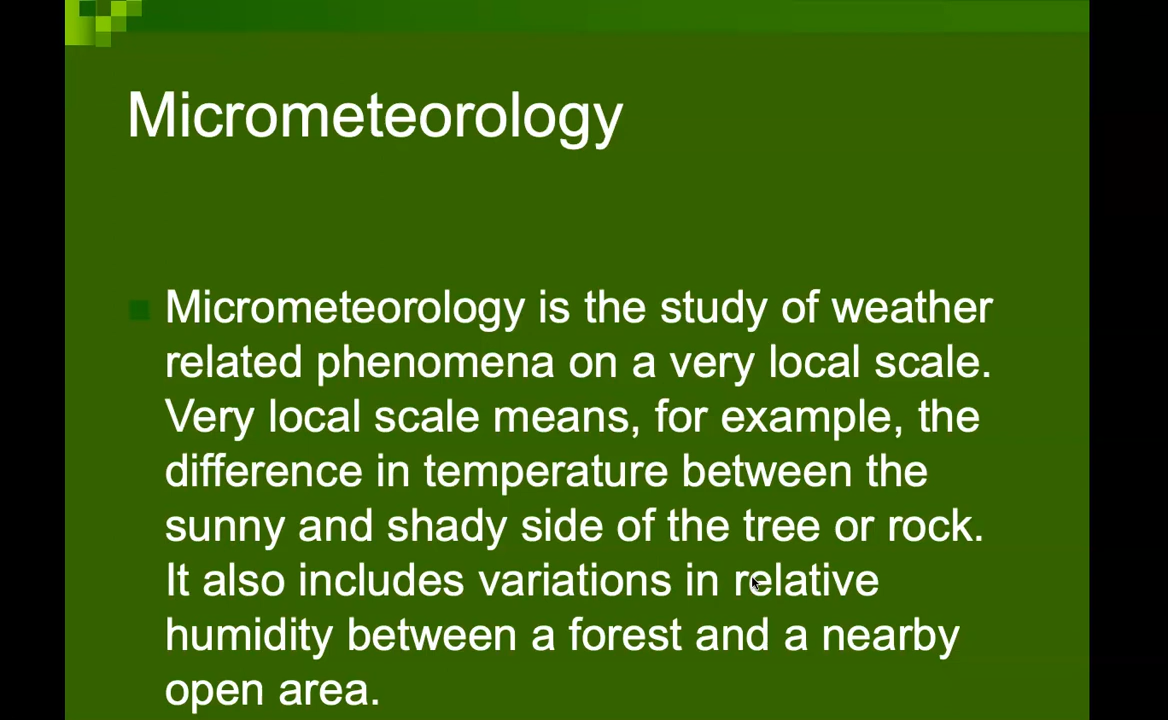 Micrometeorology
Micrometeorology is the study of weather
related phenomena on a very local scale.
Very local scale means, for example, the
difference in temperature between the
sunny and shady side of the tree or rock.
It also includes variations in relative
humidity between a forest and a nearby
open area.